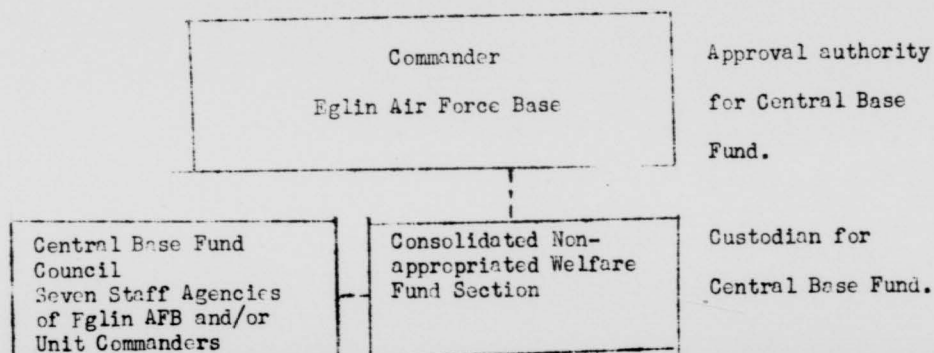 Commander
Eglin Air Force Base
Approval authority
for Central Base
Fund.
Central Base Fund
Council
Seven Staff Agencies
of Eglin AFB and/or
Unit Commanders
Consolidated Non-
appropriated Welfare
Fund Section
Custodian for
Central Base Fund.